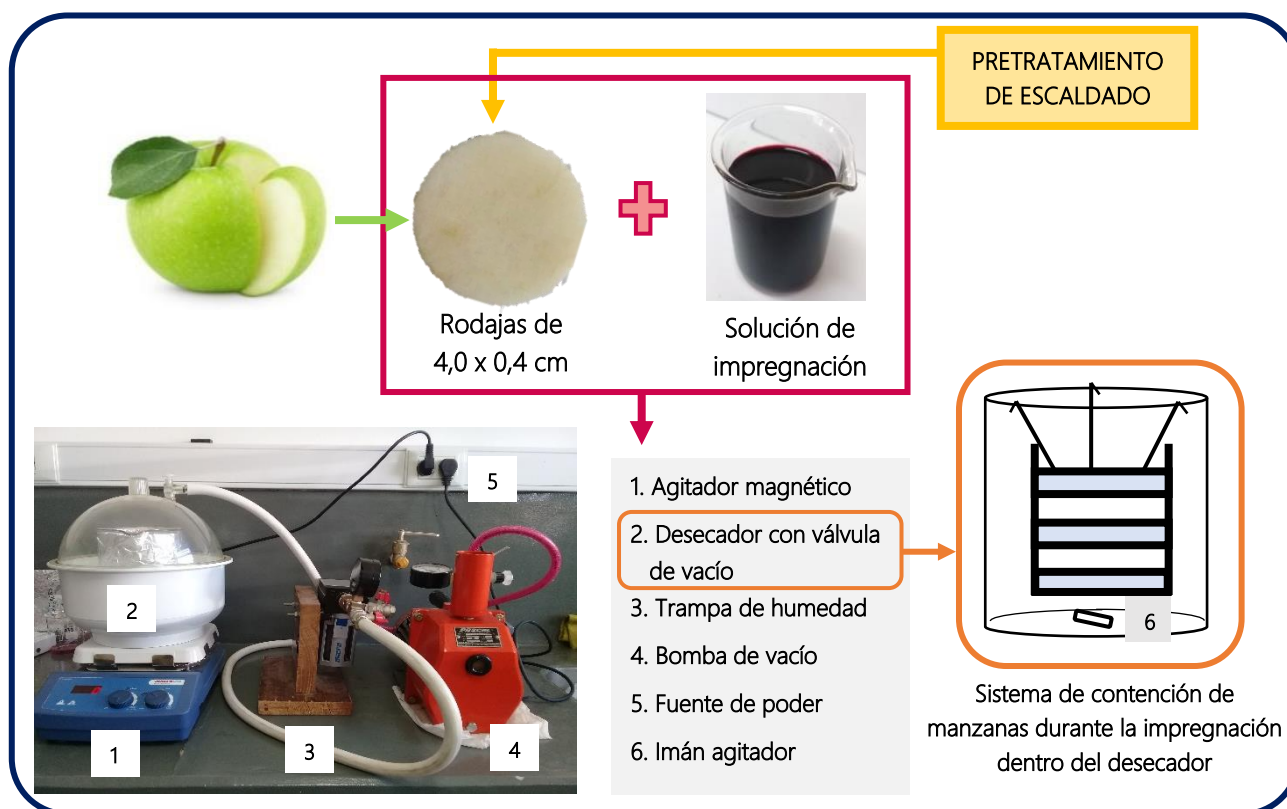 PRETRATAMIENTO
DE ESCALDADO
Rodajas de
4,0 x 0,4 cm
Solución de
impregnación
1. Agitador magnético
2. Desecador con válvula
de vacío
3. Trampa de humedad
4. Bomba de vacío
5. Fuente de poder
6. Imán agitador
5
2
1
3
4
6
Sistema de contención de
manzanas durante la impregnación
dentro del desecador